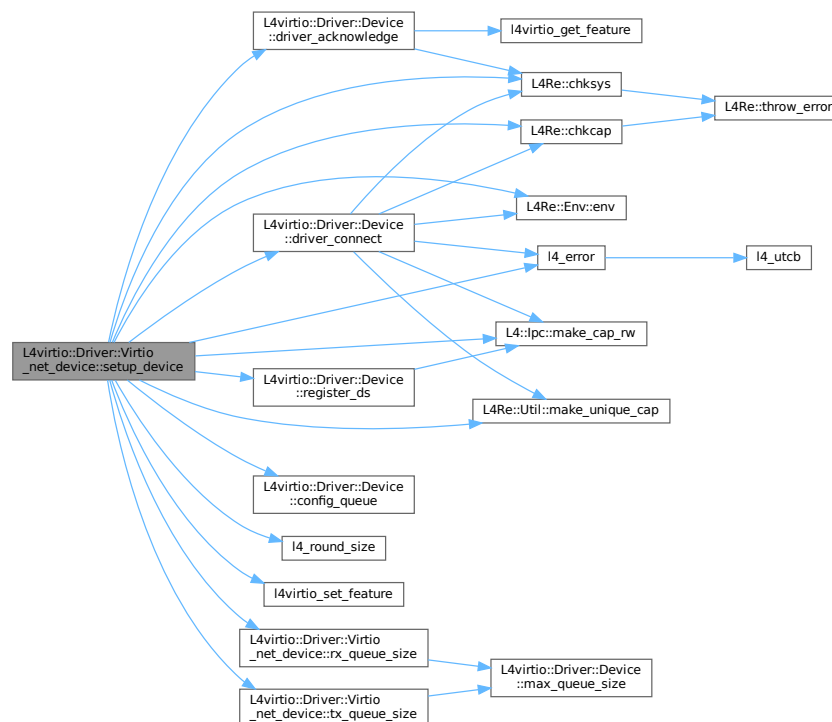 L4virtio::Driver::Device
::driver_acknowledge
l4virtio_get_feature
L4Re::chksys
L4Re::throw_error
L4Re::chkcap
L4Re::Env::env
L4virtio::Driver::Device
::driver_connect
l4_error
l4_utcb
L4::Ipc::make_cap_rw
L4virtio::Driver::Virtio
_net_device::setup_device
L4virtio::Driver::Device
::register_ds
L4Re::Util::make_unique_cap
L4virtio::Driver::Device
::config_queue
l4_round_size
l4virtio_set_feature
L4virtio::Driver::Virtio
_net_device::rx_queue_size
L4virtio::Driver::Device
::max_queue_size
L4virtio::Driver::Virtio
_net_device::tx_queue_size